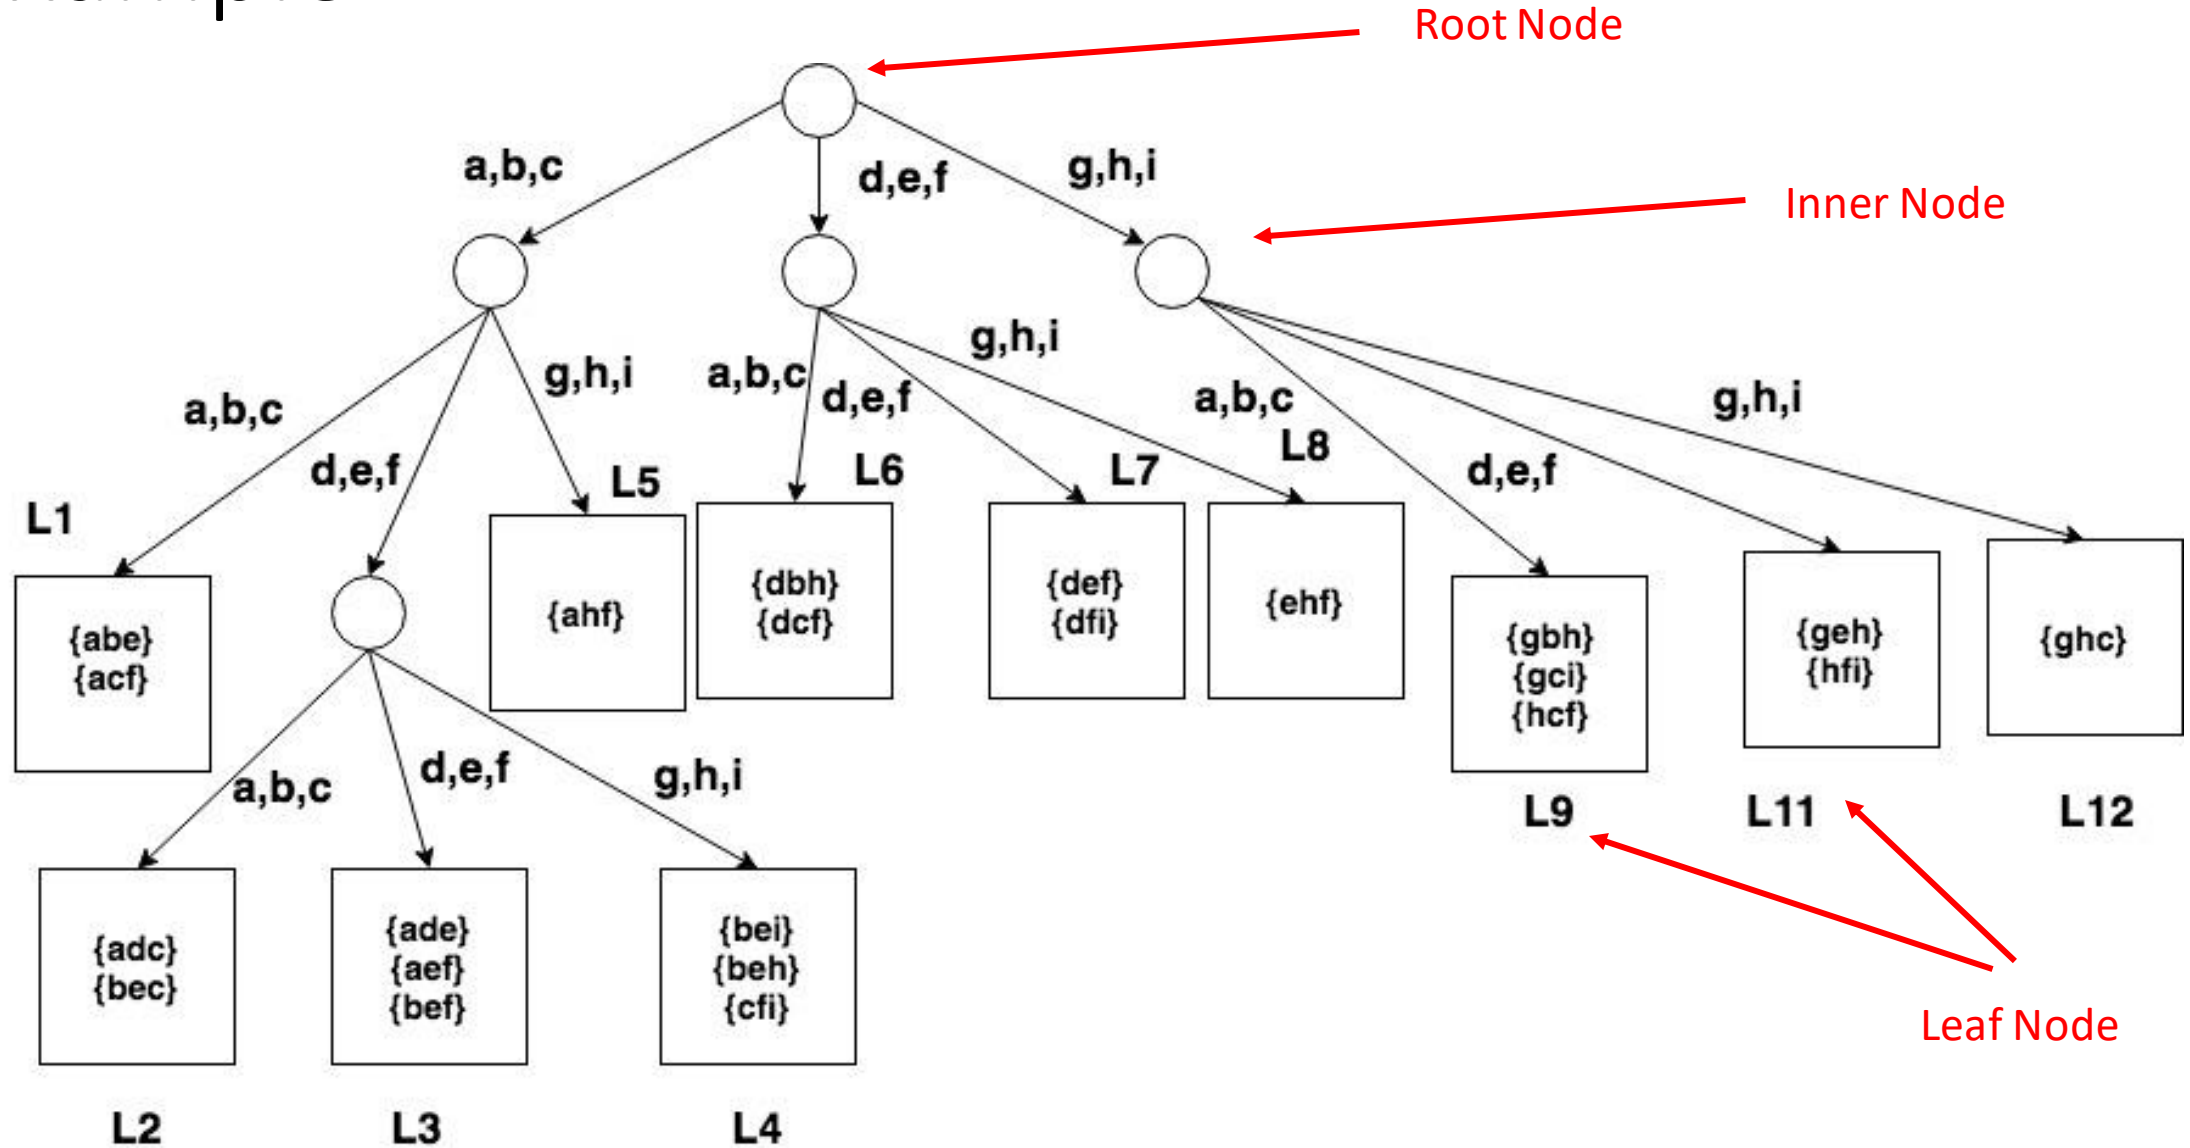 Root Node
a,b,c
d,e,f
g,h,i
Inner Node
a,b,c
d,e,f
g,h,i
a,b,c
d,e,f
g,h,i
a,b,c
d,e,f
g,h,i
L1
L5
L6
L7
L8
{abe}
{acf}
{ahf}
{dbh}
{dcf}
{def}
{dfi}
{ehf}
{gbh}
{gci}
{hcf}
{geh}
{hfi}
{ghc}
L9
L11
L12
a,b,c
d,e,f
g,h,i
{adc}
{bec}
{ade}
{aef}
{bef}
{bei}
{beh}
{cfi}
Leaf Node
L2
L3
L4